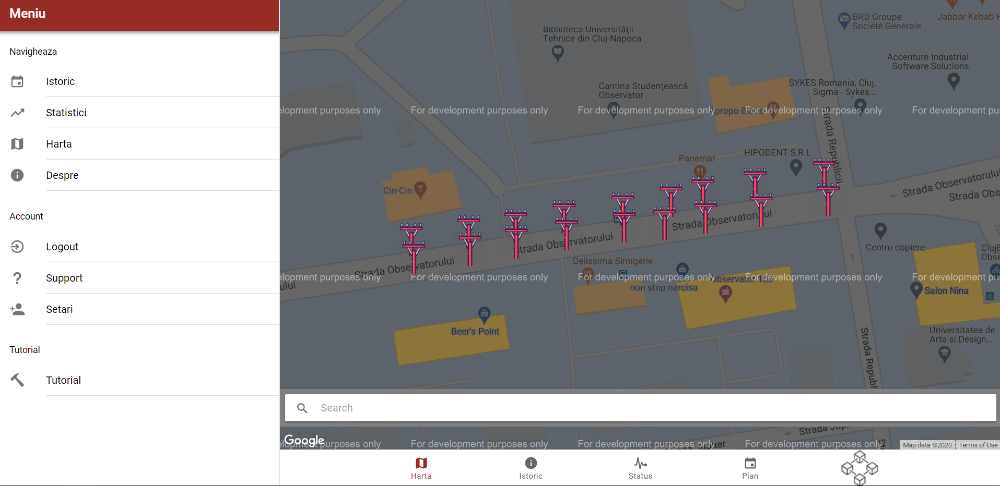 Meniu
Navigheaza
Istoric
Statistici
Harta
Despre
Account
Logout
Support
Setari
Tutorial
Tutorial
BRD Groupe
Société Générale
Jabbar Kebab H
Biblioteca Universităţii
Tehnice din Cluj-Napoca
Accenture Industrial
Software Solutions
Cantina Studenţească
Observator
SYKES Romania, Cluj,
Sigma - Sykes...
elopment purposes only
For development purposes only
For development purposes only
For development purposes only
For development pu
Strada Republicii
HIPODENT S.R.L
Panemar
Cin-Cin
Strada Observatorului
Strada Obs
Strada Observatorului
Strada Observatorului
Strada Observatorului
Centru copiere
ClujB
Obse
Delissima Simigerie
elopment purposes only
For development purposes only
For development purposes only
For development purposes only
For development pu
ului
non stop narcisa
Observator 109
Salon Nina
Beer's Point
Universitatea de
Arta si Design...
Strada Republi
Search
Strada Jup
Google
elopment purposes only
For development purposes only
For development purposes only
For development purposes only
Map data ©2020
Terms of Use
Harta
Istoric
Status
Plan